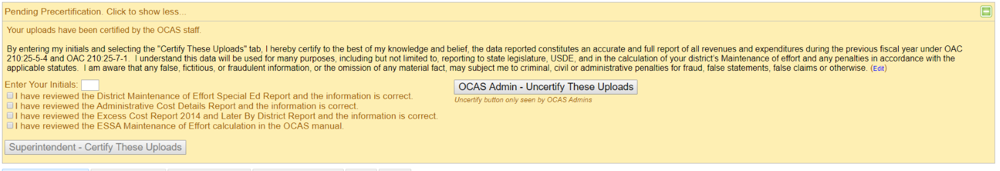 Pending Precertification. Click to show less...
Your uploads have been certified by the OCAS staff.
By entering my initials and selecting the "Certify These Uploads" tab, I hereby certify to the best of my knowledge and belief, the data reported constitutes an accurate and full report of all revenues and expenditures during the previous fiscal year under OAC
210:25-5-4 and OAC 210:25-7-1.  I understand this data will be used for many purposes, including but not limited to, reporting to state legislature, USDE, and in the calculation of your district's Maintenance of effort and any penalties in accordance with the
applicable statutes.  I am aware that any false, fictitious, or fraudulent information, or the omission of any material fact, may subject me to criminal, civil or administrative penalties for fraud, false statements, false claims or otherwise. (Edit)
Enter Your Initials:
I have reviewed the District Maintenance of Effort Special Ed Report and the information is correct.
I have reviewed the Administrative Cost Details Report and the information is correct.
I have reviewed the Excess Cost Report 2014 and Later By District Report and the information is correct.
I have reviewed the ESSA Maintenance of Effort calculation in the OCAS manual.
Superintendent - Certify These Uploads
OCAS Admin - Uncertify These Uploads
Uncertify button only seen by OCAS Admins